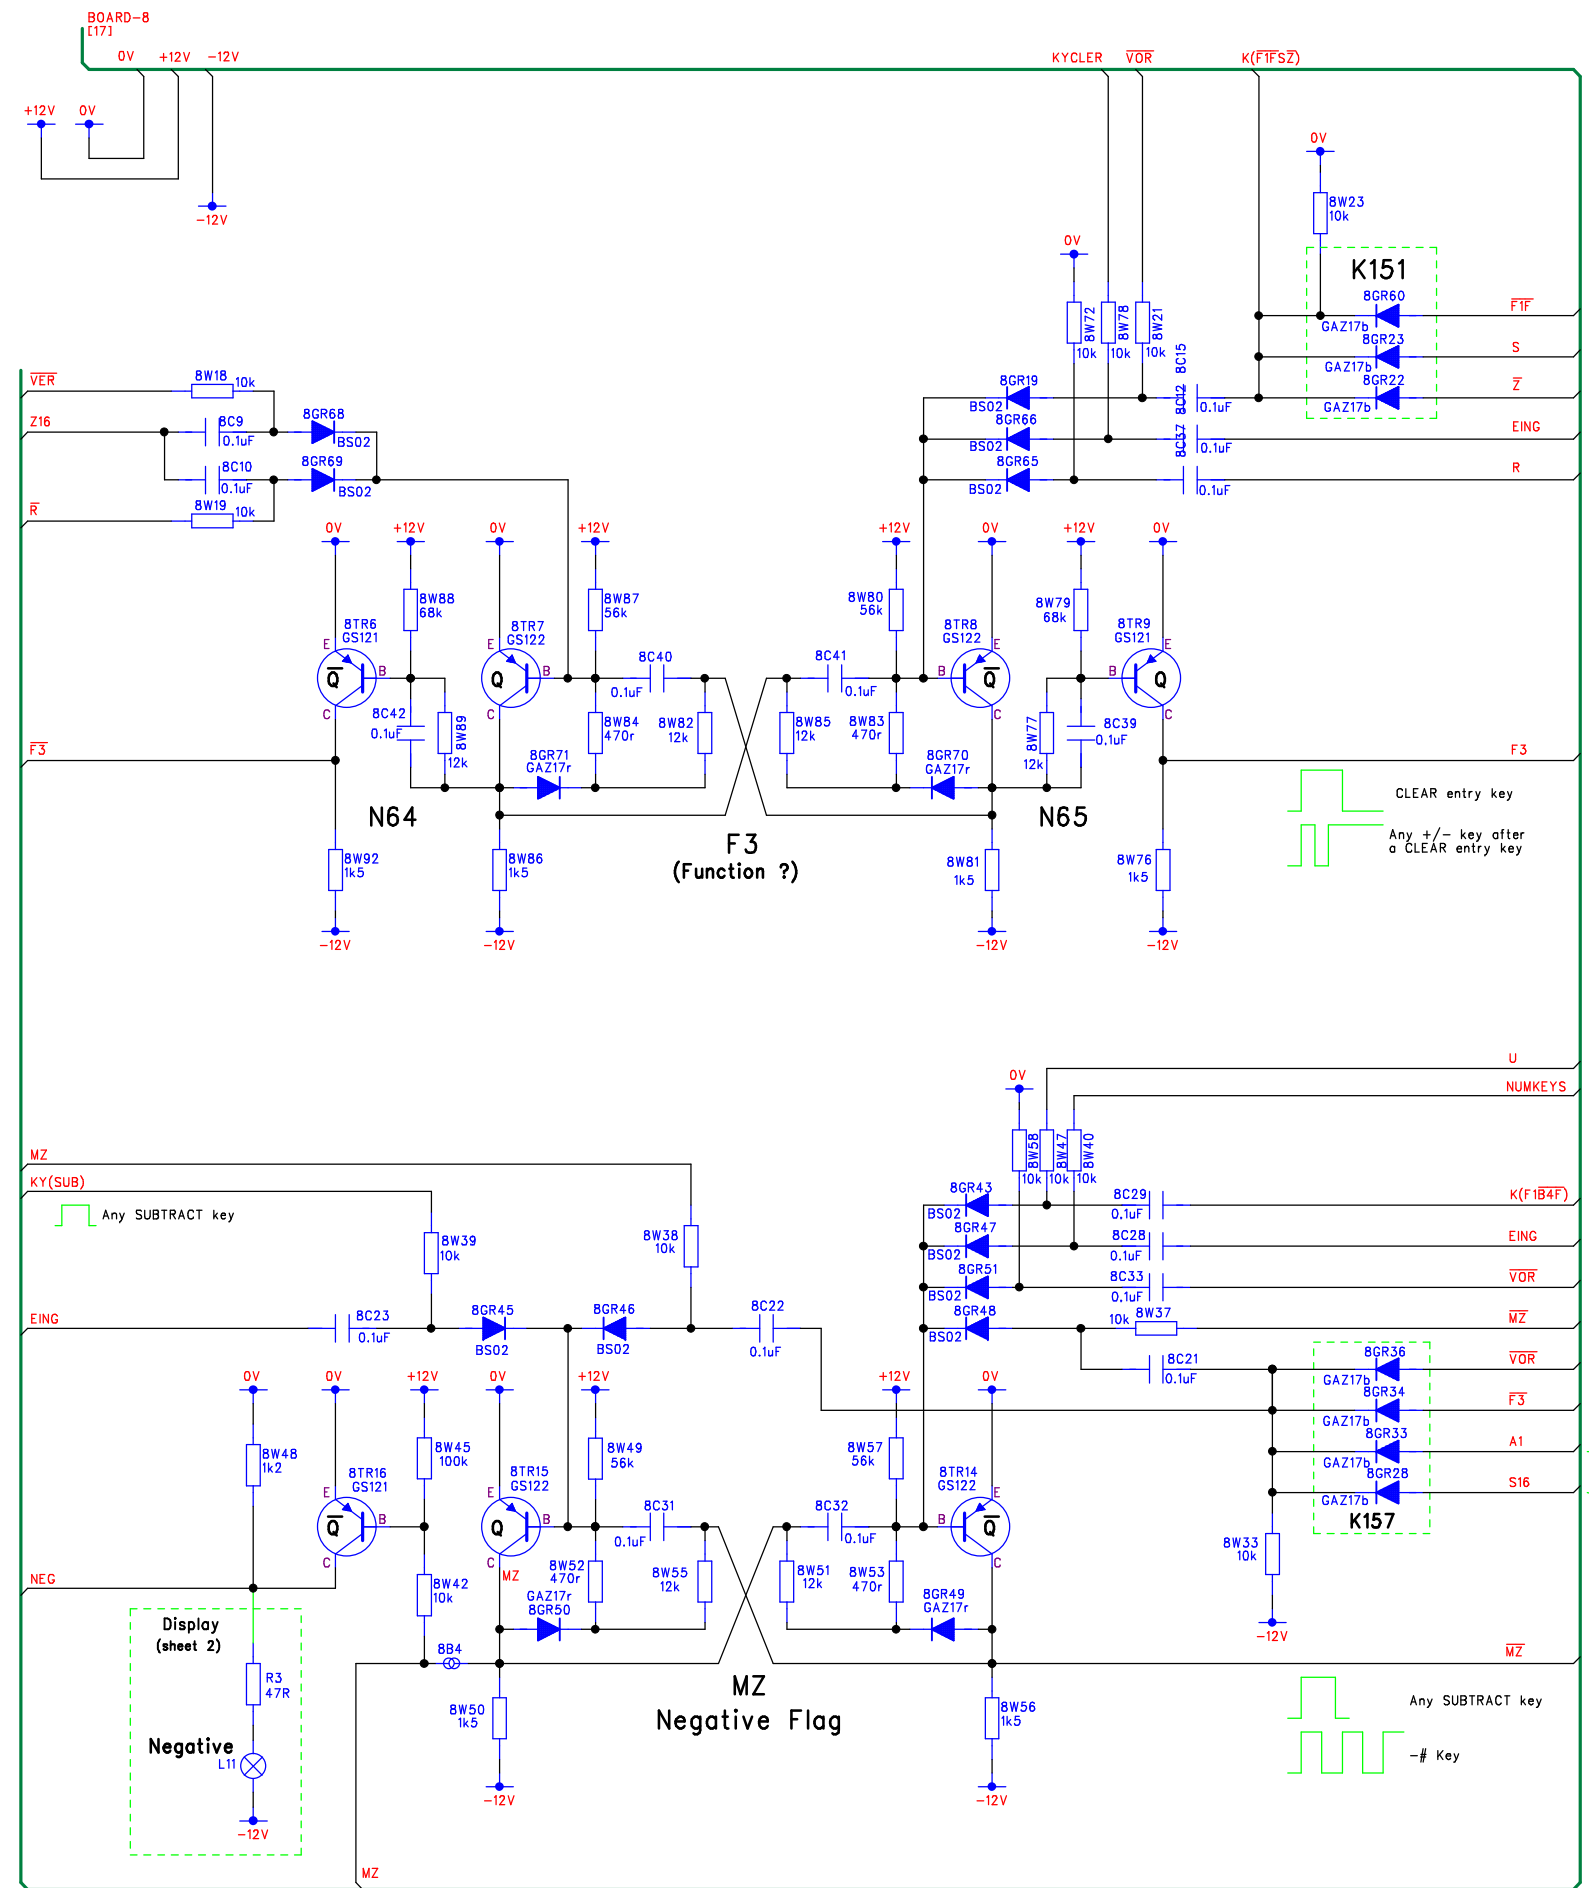 BOARD-8
[17]
0V +12V -12V KYCLER V̅O̅R̅ K(F̅1̅F̅SZ̅)
+12V 0V
-12V
0V
8W23
10k
K151
0V
8W72 10k
8W78 10k
8W21 10k
8GR60
GAZ17b
F̅1̅F̅
8GR23
GAZ17b
S
8GR22
GAZ17b
Z̅
V̅E̅R̅
8W18 10k
Z16
8C9
0.1uF
8GR68
BS02
8C10
0.1uF
8GR69
BS02
R̅
8W19 10k
8GR19
BS02
8C15
8C12
0.1uF
8GR66
BS02
8C37
0.1uF
EING
8GR65
BS02
0.1uF
R
0V +12V 0V +12V +12V 0V +12V 0V
8W88
68k
8W87
56k
8W80
56k
8W79
68k
8TR6
GS121
8TR7
GS122
8TR8
GS122
8TR9
GS121
E E E E
Q̅ B Q B B Q̅ B Q
C C C C
8C40
0.1uF
8C41
0.1uF
8C42
0.1uF
8W89
12k
8W84
470r
8W82
12k
8W85
12k
8W83
470r
8W77
12k
8C39
0.1uF
8GR71
GAZ17r
8GR70
GAZ17r
F̅3̅
F3
N64
N65
F3
(Function ?)
CLEAR entry key
Any +/- key after
a CLEAR entry key
8W92
1k5
8W86
1k5
8W81
1k5
8W76
1k5
-12V -12V -12V -12V
U
NUMKEYS
0V
8W58 10k
8W47 10k
8W40 10k
MZ
KY(SUB)
Any SUBTRACT key
8W39
10k
8W38
10k
8GR43
BS02
8C29
0.1uF
K(F1B̅4̅F̅)
8GR47
BS02
8C28
0.1uF
EING
8GR51
BS02
8C33
0.1uF
V̅O̅R̅
8GR48
BS02
10k 8W37
M̅Z̅
EING
8C23
0.1uF
8GR45
BS02
8GR46
BS02
8C22
0.1uF
8C21
0.1uF
8GR36
GAZ17b
V̅O̅R̅
8GR34
GAZ17b
F̅3̅
8GR33
GAZ17b
A1
8GR28
GAZ17b
S16
K157
8W33
10k
-12V
0V 0V +12V 0V +12V +12V 0V
8W48
1k2
8W45
100k
8W49
56k
8W57
56k
8TR16
GS121
8TR15
GS122
8TR14
GS122
E E E
Q̅ B Q B B Q̅
C C C
MZ
8C31
0.1uF
8C32
0.1uF
8W42
10k
8W52
470r
8W55
12k
8W51
12k
8W53
470r
GAZ17r
8GR50
8GR49
GAZ17r
NEG
Display
(sheet 2)
8B4
R3
47R
Negative
L11
-12V
8W50
1k5
8W56
1k5
MZ
Negative Flag
M̅Z̅
Any SUBTRACT key
-# Key
-12V -12V
MZ